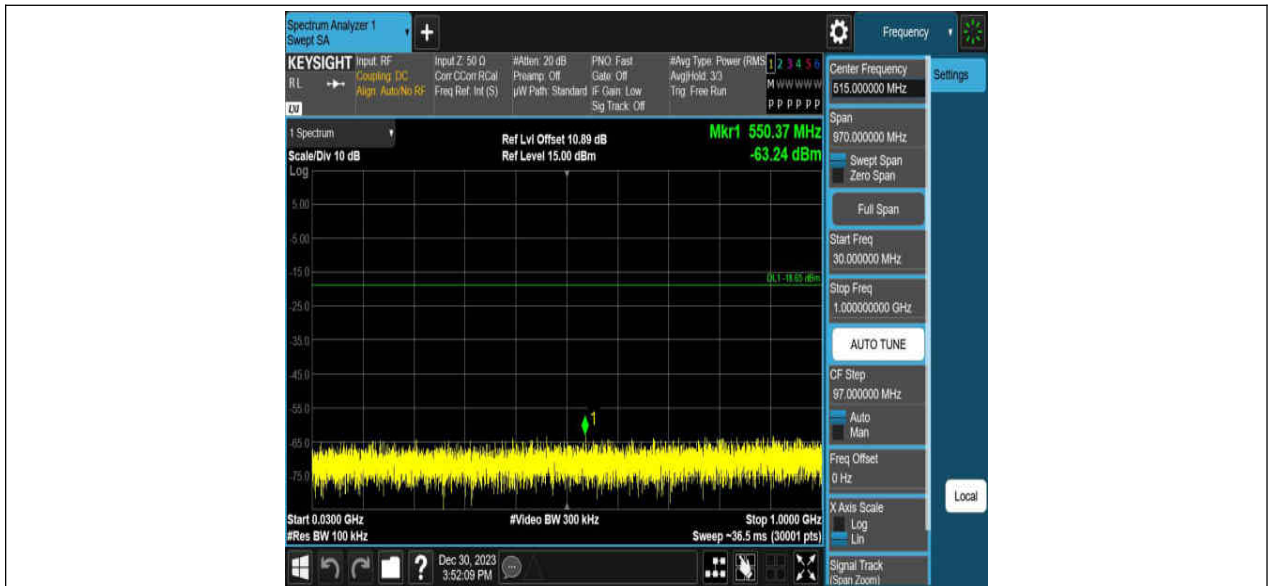 Spectrum Analyzer 1
Swept SA
+
Frequency
KEYSIGHT
RL
LXI
Input: RF
Coupling: DC
Align: Auto/No RF
Input Z: 50 Ω
Corr CCorr RCal
Freq Ref: Int (S)
#Atten: 20 dB
Preamp: Off
µW Path: Standard
PNO: Fast
Gate: Off
IF Gain: Low
Sig Track: Off
#Avg Type: Power (RMS
Avg|Hold: 3/3
Trig: Free Run
1 2 3 4 5 6
M W W W W W
P P P P P P
1 Spectrum
Scale/Div 10 dB
Log
Ref Lvl Offset 10.89 dB
Ref Level 15.00 dBm
Mkr1 550.37 MHz
-63.24 dBm
5.00
-5.00
-15.0
DL1 -18.65 dBm
-25.0
-35.0
-45.0
-55.0
1
-65.0
-75.0
Start 0.0300 GHz
#Res BW 100 kHz
#Video BW 300 kHz
Stop 1.0000 GHz
Sweep ~36.5 ms (30001 pts)
?
Dec 30, 2023
3:52:09 PM
Center Frequency
515.000000 MHz
Settings
Span
970.000000 MHz
Swept Span
Zero Span
Full Span
Start Freq
30.000000 MHz
Stop Freq
1.000000000 GHz
AUTO TUNE
CF Step
97.000000 MHz
Auto
Man
Freq Offset
0 Hz
X Axis Scale
Log
Lin
Local
Signal Track
(Span Zoom)